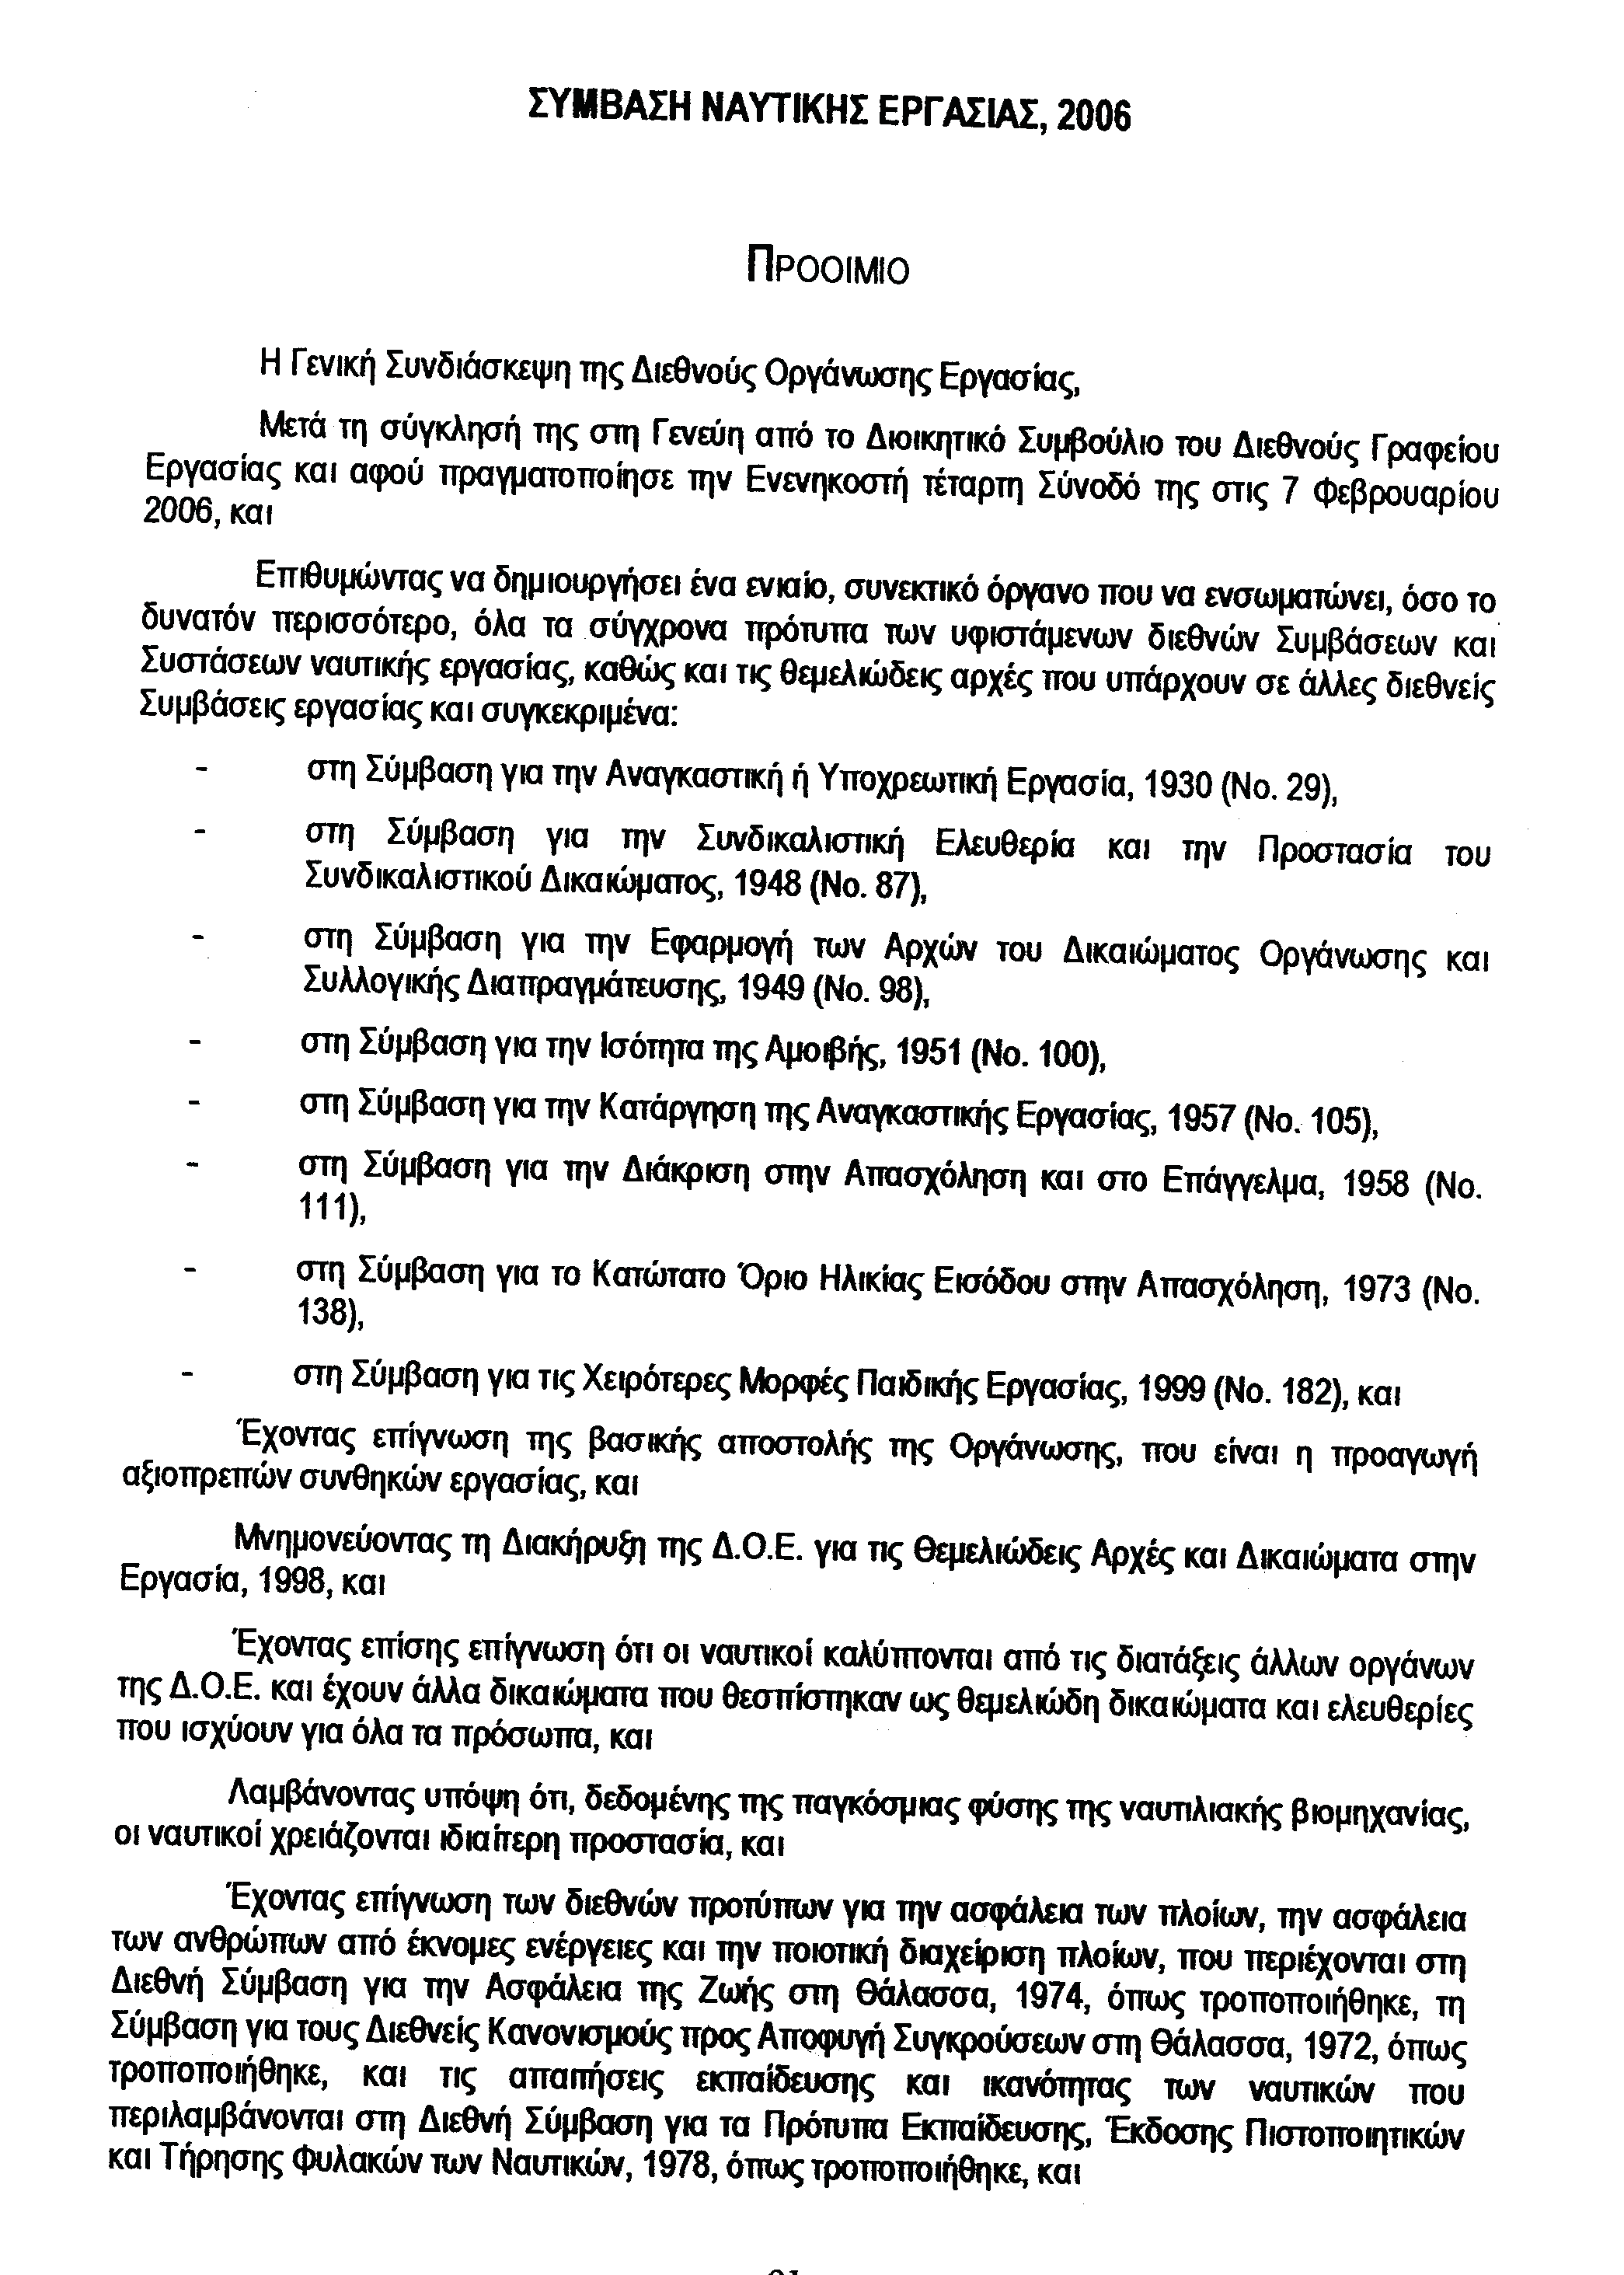 ΣΥΜΒΑΣΗ ΝΑΥΤΙΚΗΣ ΕΡΓΑΣΙΑΣ, 2006
ΠΡΟΟΙΜΙΟ
Η Γενική Συνδιάσκεψη της Διεθνούς Οργάνωσης Εργασίας,
Μετά τη σύγκλησή της στη Γενεύη από το Διοικητικό Συμβούλιο του Διεθνούς Γραφείου
Εργασίας και αφού πραγματοποίησε την Ενενηκοστή τέταρτη Σύνοδό της στις 7 Φεβρουαρίου
2006, και
Επιθυμώντας να δημιουργήσει ένα ενιαίο, συνεκτικό όργανο που να ενσωματώνει, όσο το
δυνατόν περισσότερο, όλα τα σύγχρονα πρότυπα των υφιστάμενων διεθνών Συμβάσεων και
Συστάσεων ναυτικής εργασίας, καθώς και τις θεμελιώδεις αρχές που υπάρχουν σε άλλες διεθνείς
Συμβάσεις εργασίας και συγκεκριμένα:
- στη Σύμβαση για την Αναγκαστική ή Υποχρεωτική Εργασία, 1930 (Νο. 29),
- στη Σύμβαση για την Συνδικαλιστική Ελευθερία και την Προστασία του
Συνδικαλιστικού Δικαιώματος, 1948 (Νο. 87),
- στη Σύμβαση για την Εφαρμογή των Αρχών του Δικαιώματος Οργάνωσης και
Συλλογικής Διαπραγμάτευσης, 1949 (Νο. 98),
- στη Σύμβαση για την Ισότητα της Αμοιβής, 1951 (Νο. 100),
- στη Σύμβαση για την Κατάργηση της Αναγκαστικής Εργασίας, 1957 (Νο. 105),
- στη Σύμβαση για την Διάκριση στην Απασχόληση και στο Επάγγελμα, 1958 (Νο.
111),
- στη Σύμβαση για το Κατώτατο Όριο Ηλικίας Εισόδου στην Απασχόληση, 1973 (Νο.
138),
- στη Σύμβαση για τις Χειρότερες Μορφές Παιδικής Εργασίας, 1999 (Νο. 182), και
Έχοντας επίγνωση της βασικής αποστολής της Οργάνωσης, που είναι η προαγωγή
αξιοπρεπών συνθηκών εργασίας, και
Μνημονεύοντας τη Διακήρυξη της Δ.Ο.Ε. για τις Θεμελιώδεις Αρχές και Δικαιώματα στην
Εργασία, 1998, και
Έχοντας επίσης επίγνωση ότι οι ναυτικοί καλύπτονται από τις διατάξεις άλλων οργάνων
της Δ.Ο.Ε. και έχουν άλλα δικαιώματα που θεσπίστηκαν ως θεμελιώδη δικαιώματα και ελευθερίες
που ισχύουν για όλα τα πρόσωπα, και
Λαμβάνοντας υπόψη ότι, δεδομένης της παγκόσμιας φύσης της ναυτιλιακής βιομηχανίας,
οι ναυτικοί χρειάζονται ιδιαίτερη προστασία, και
Έχοντας επίγνωση των διεθνών προτύπων για την ασφάλεια των πλοίων, την ασφάλεια
των ανθρώπων από έκνομες ενέργειες και την ποιοτική διαχείριση πλοίων, που περιέχονται στη
Διεθνή Σύμβαση για την Ασφάλεια της Ζωής στη Θάλασσα, 1974, όπως τροποποιήθηκε, τη
Σύμβαση για τους Διεθνείς Κανονισμούς προς Αποφυγή Συγκρούσεων στη Θάλασσα, 1972, όπως
τροποποιήθηκε, και τις απαιτήσεις εκπαίδευσης και ικανότητας των ναυτικών που
περιλαμβάνονται στη Διεθνή Σύμβαση για τα Πρότυπα Εκπαίδευσης, Έκδοσης Πιστοποιητικών
και Τήρησης Φυλακών των Ναυτικών, 1978, όπως τροποποιήθηκε, και